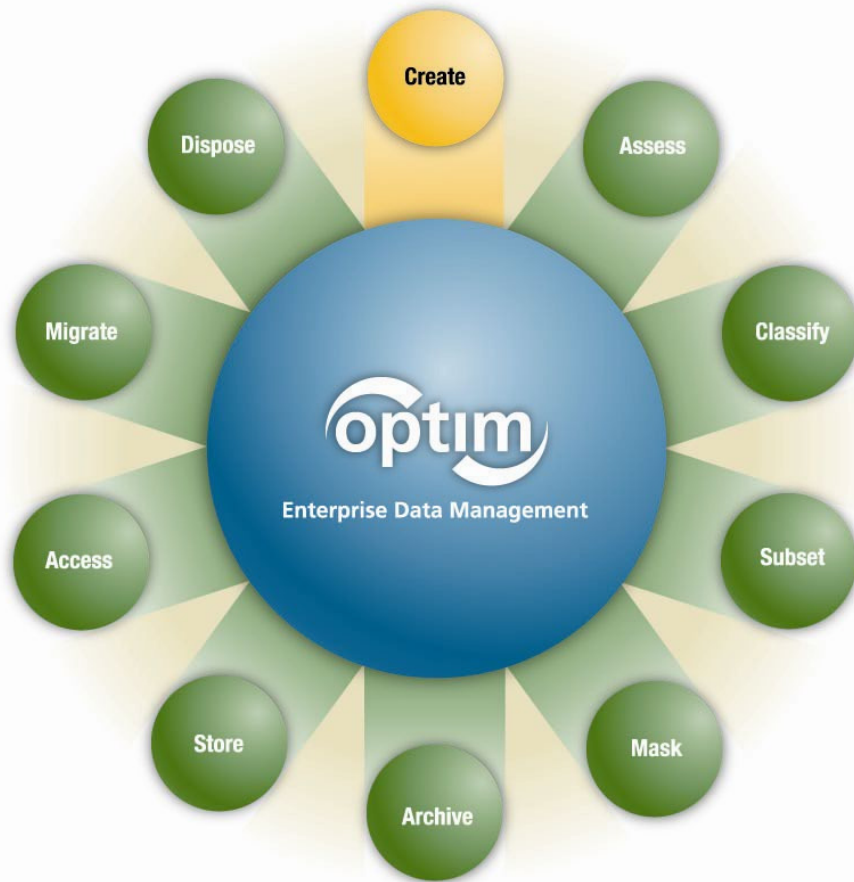 Create
Assess
Classify
Subset
Mask
Archive
Store
Access
Migrate
Dispose
optim
Enterprise Data Management